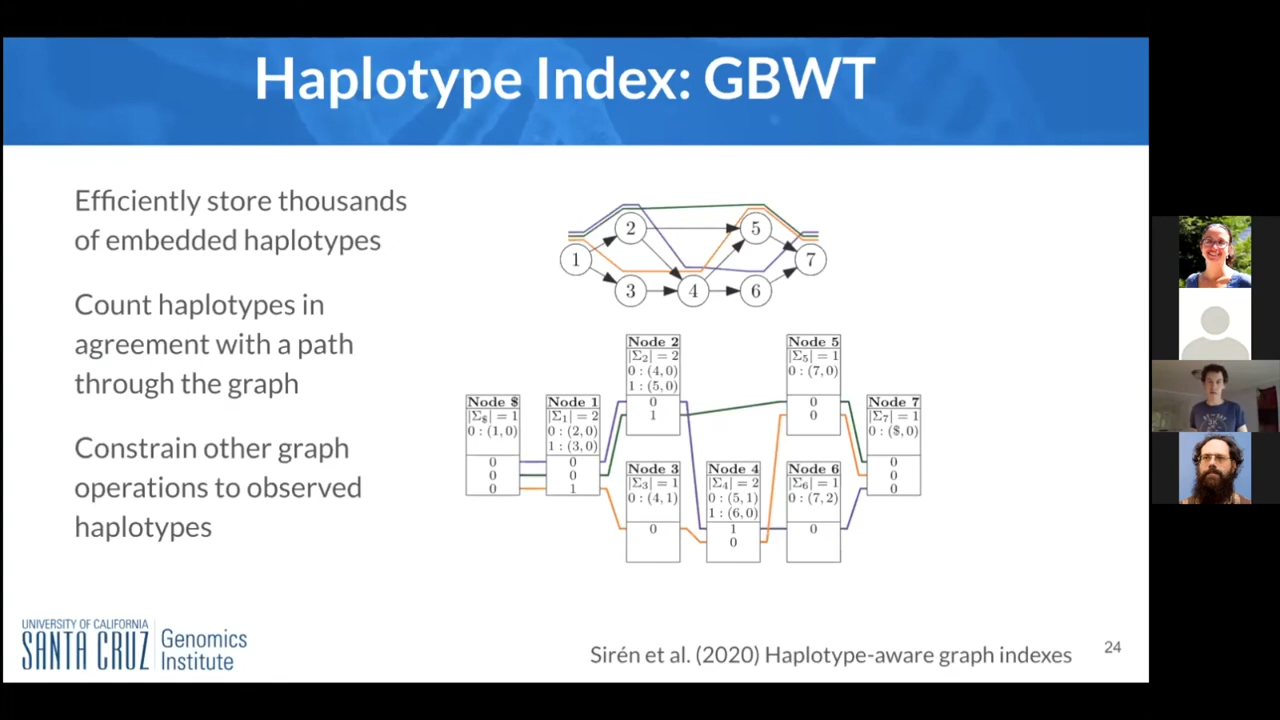 Haplotype Index: GBWT
Efficiently store thousands
of embedded haplotypes
Count haplotypes in
agreement with a path
through the graph
Constrain other graph
operations to observed
haplotypes
1
2
3
4
5
6
7
Node $
|Σ$| = 1
0 : (1, 0)
0
0
0
Node 1
|Σ1| = 2
0 : (2, 0)
1 : (3, 0)
0
0
1
Node 2
|Σ2| = 2
0 : (4, 0)
1 : (5, 0)
0
1
Node 3
|Σ3| = 1
0 : (4, 1)
0
Node 4
|Σ4| = 2
0 : (5, 1)
1 : (6, 0)
1
0
Node 5
|Σ5| = 1
0 : (7, 0)
0
0
Node 6
|Σ6| = 1
0 : (7, 2)
0
Node 7
|Σ7| = 1
0 : ($, 0)
0
0
0
UNIVERSITY OF CALIFORNIA
SANTA CRUZ
Genomics
Institute
Sirén et al. (2020) Haplotype-aware graph indexes
24